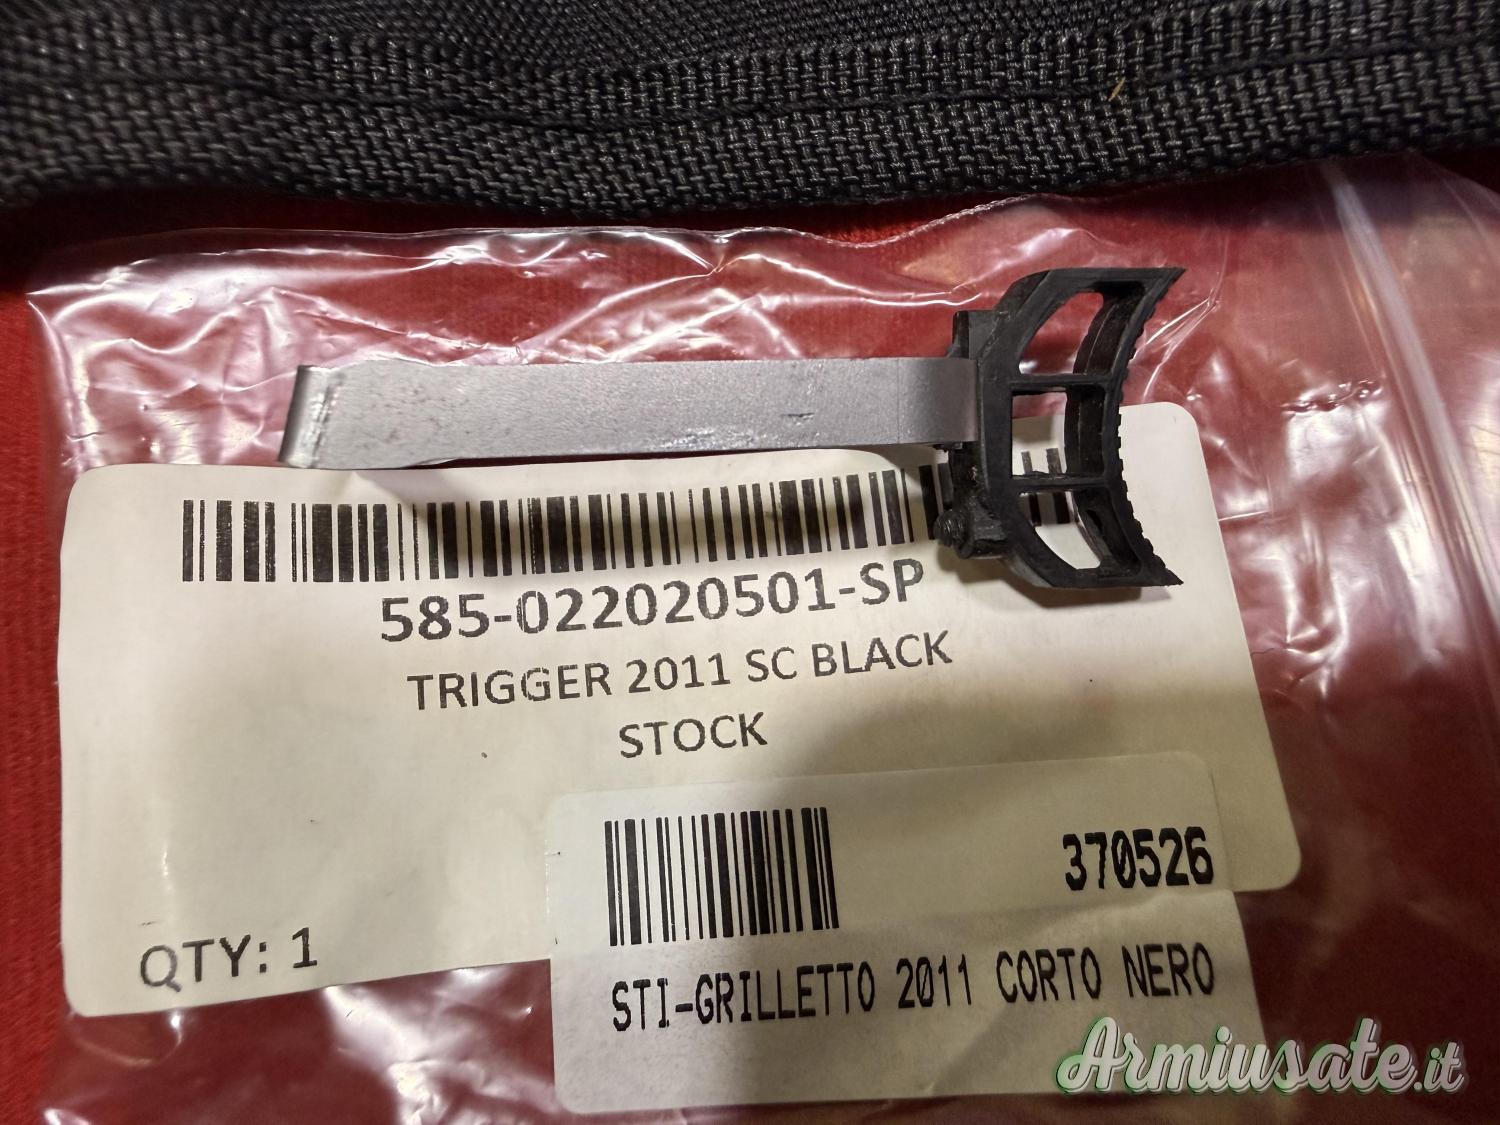 585-022020501-SP
TRIGGER 2011 SC BLACK
STOCK
QTY: 1
370526
STI-GRILLETTO 2011 CORTO NERO
Armiusate.it